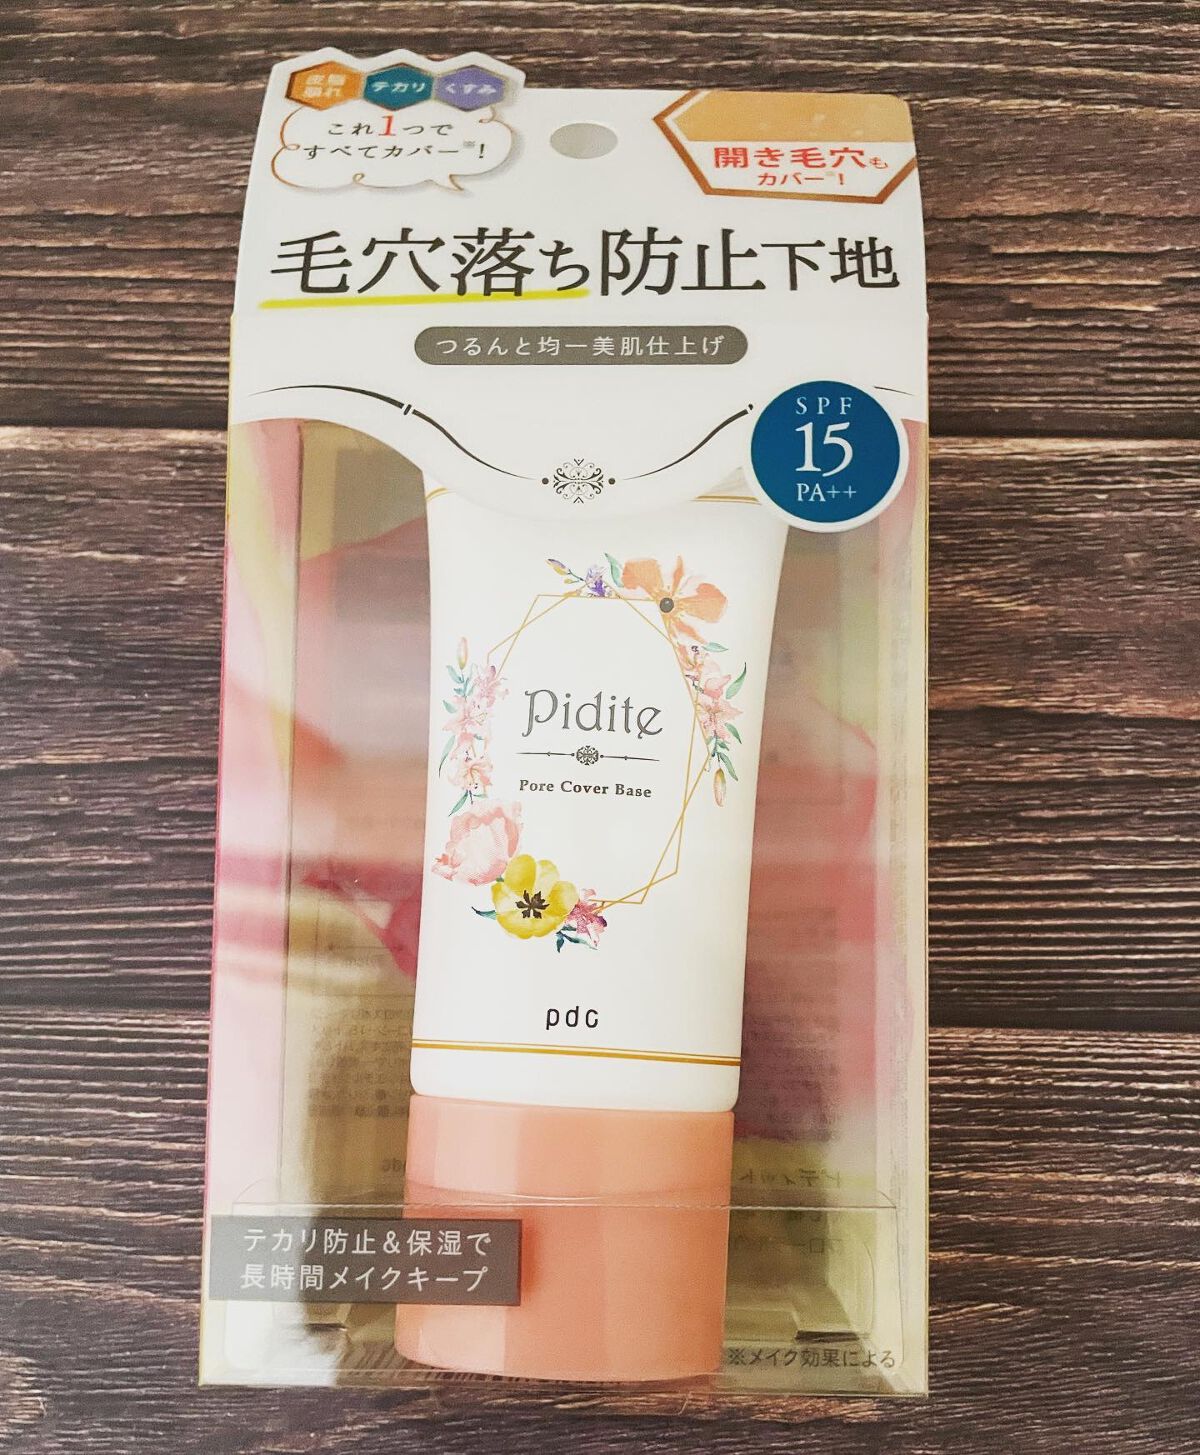 皮脂
崩れ
テカリ
くすみ
これ1つで
すべてカバー※!
開き毛穴も
カバー※!
毛穴落ち防止下地
つるんと均一美肌仕上げ
SPF
15
PA++
Pidite
Pore Cover Base
pdc
テカリ防止&保湿で
長時間メイクキープ
※メイク効果による